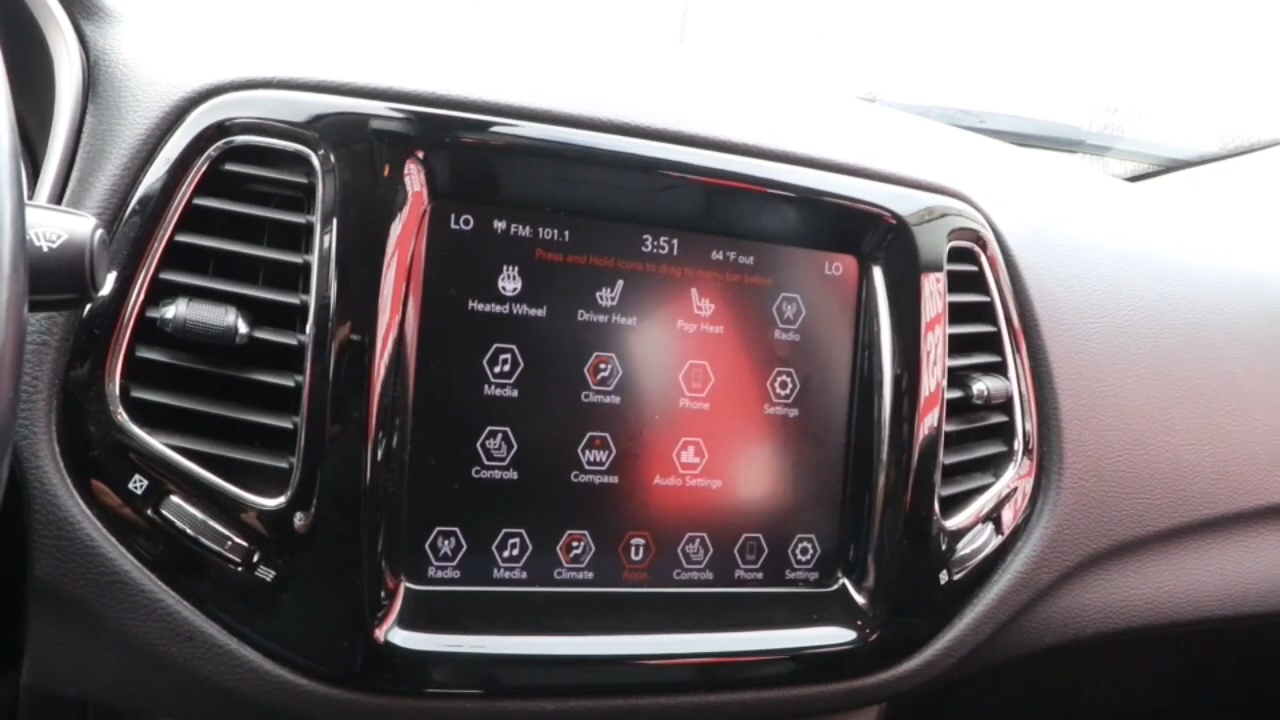 LO FM: 101.1 3:51 64 °F out LO
Press and Hold icons to drag to menu bar below
Heated Wheel Driver Heat Psgr Heat Radio
Media Climate Phone Settings
NW
Controls Compass Audio Settings
Radio Media Climate Apps Controls Phone Settings